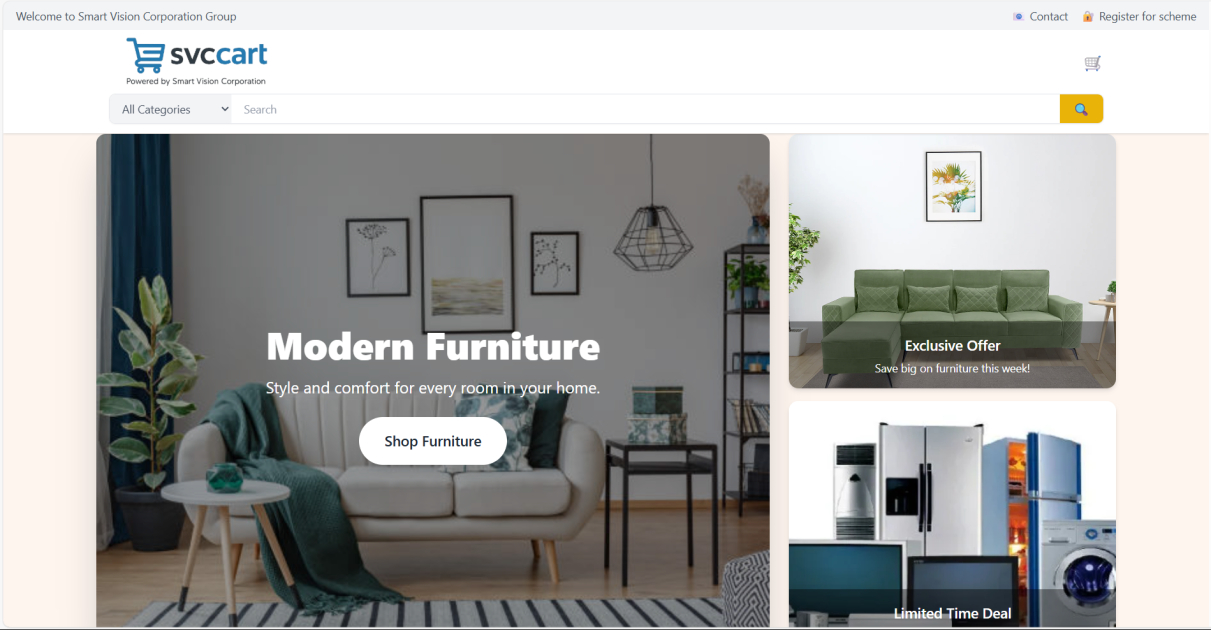 Welcome to Smart Vision Corporation Group
Contact
Register for scheme
svccart
Powered by Smart Vision Corporation
All Categories
Search
Modern Furniture
Style and comfort for every room in your home.
Shop Furniture
Exclusive Offer
Save big on furniture this week!
Limited Time Deal